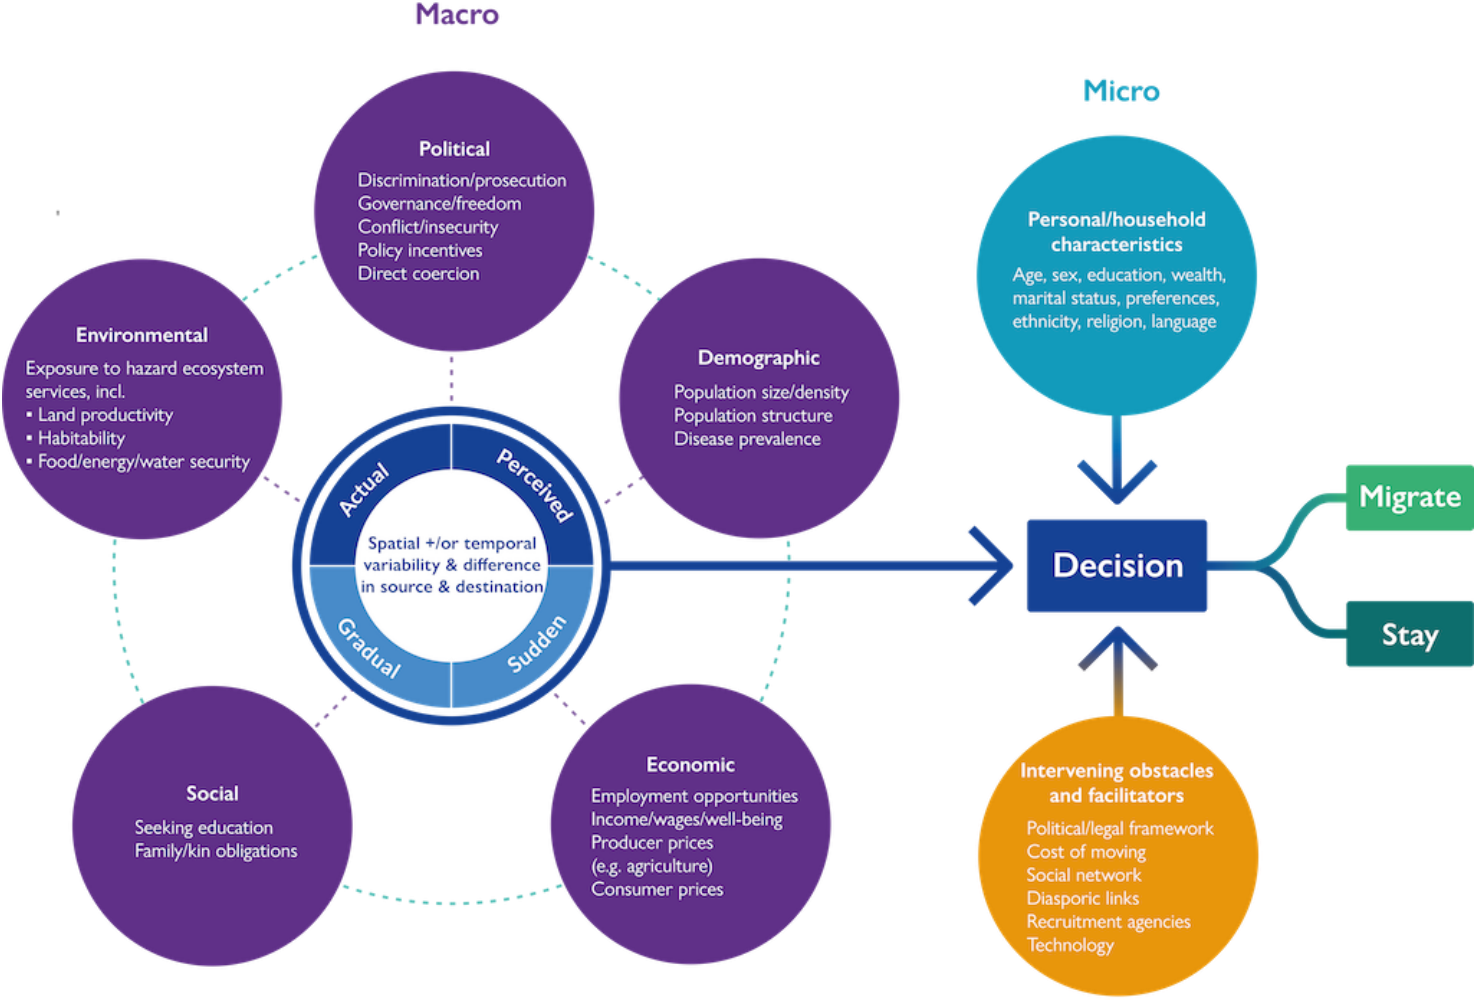 Macro
Political
Discrimination/prosecution
Governance/freedom
Conflict/insecurity
Policy incentives
Direct coercion
Environmental
Exposure to hazard ecosystem
services, incl.
▪ Land productivity
▪ Habitability
▪ Food/energy/water security
Demographic
Population size/density
Population structure
Disease prevalence
Actual
Perceived
Spatial +/or temporal
variability & difference
in source & destination
Gradual
Sudden
Social
Seeking education
Family/kin obligations
Economic
Employment opportunities
Income/wages/well-being
Producer prices
(e.g. agriculture)
Consumer prices
Micro
Personal/household
characteristics
Age, sex, education, wealth,
marital status, preferences,
ethnicity, religion, language
Decision
Migrate
Stay
Intervening obstacles
and facilitators
Political/legal framework
Cost of moving
Social network
Diasporic links
Recruitment agencies
Technology